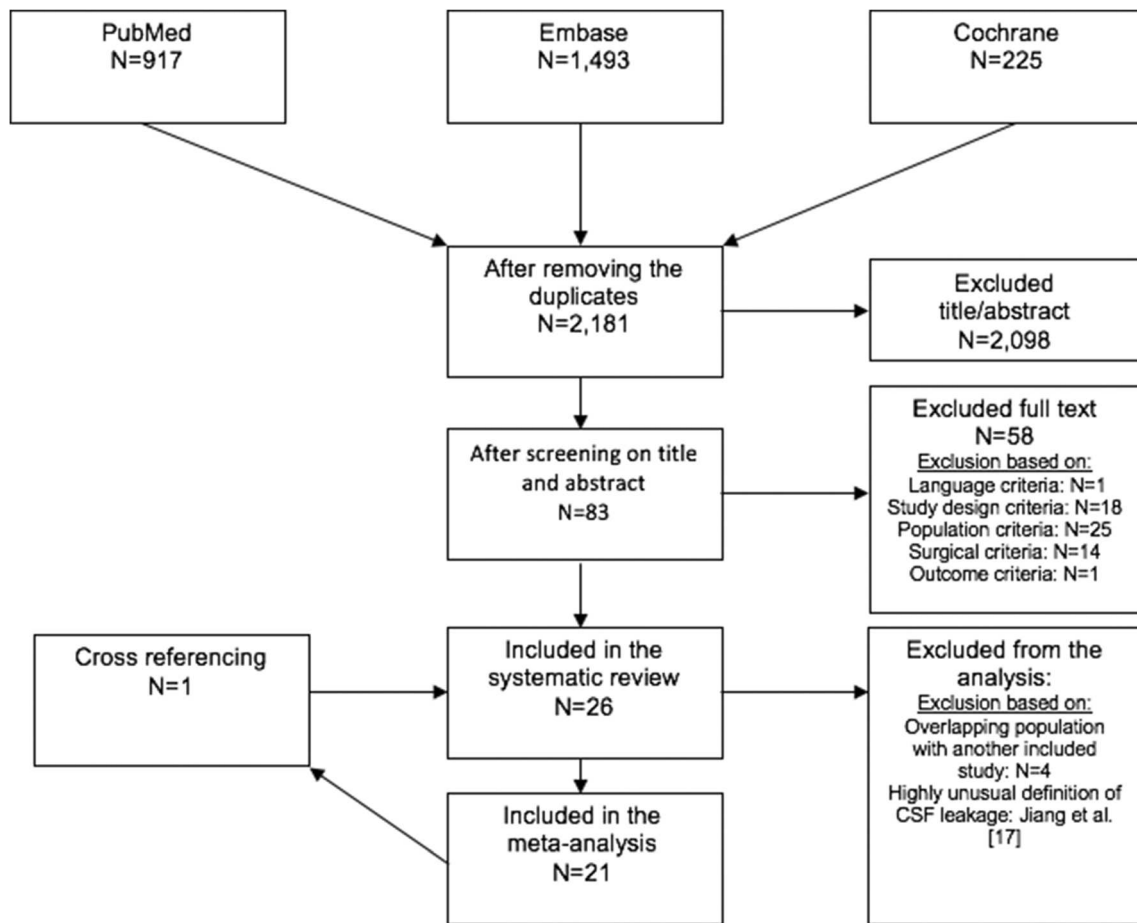 PubMed
N=917
Embase
N=1,493
Cochrane
N=225
After removing the
duplicates
N=2,181
Excluded
title/abstract
N=2,098
After screening on title
and abstract
N=83
Excluded full text
N=58
Exclusion based on:
Language criteria: N=1
Study design criteria: N=18
Population criteria: N=25
Surgical criteria: N=14
Outcome criteria: N=1
Cross referencing
N=1
Included in the
systematic review
N=26
Excluded from the
analysis:
Exclusion based on:
Overlapping population
with another included
study: N=4
Highly unusual definition of
CSF leakage: Jiang et al.
[17]
Included in the
meta-analysis
N=21